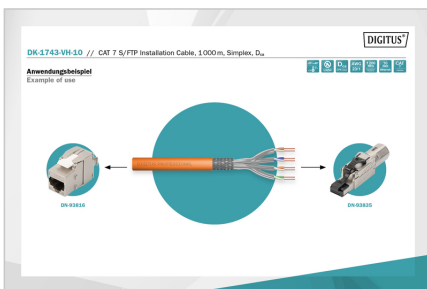 DIGITUS®
DK-1743-VH-10 // CAT 7 S/FTP Installation Cable, 1000 m, Simplex, Dca
Anwendungsbeispiel
Example of use
DN-93818
DN-93835